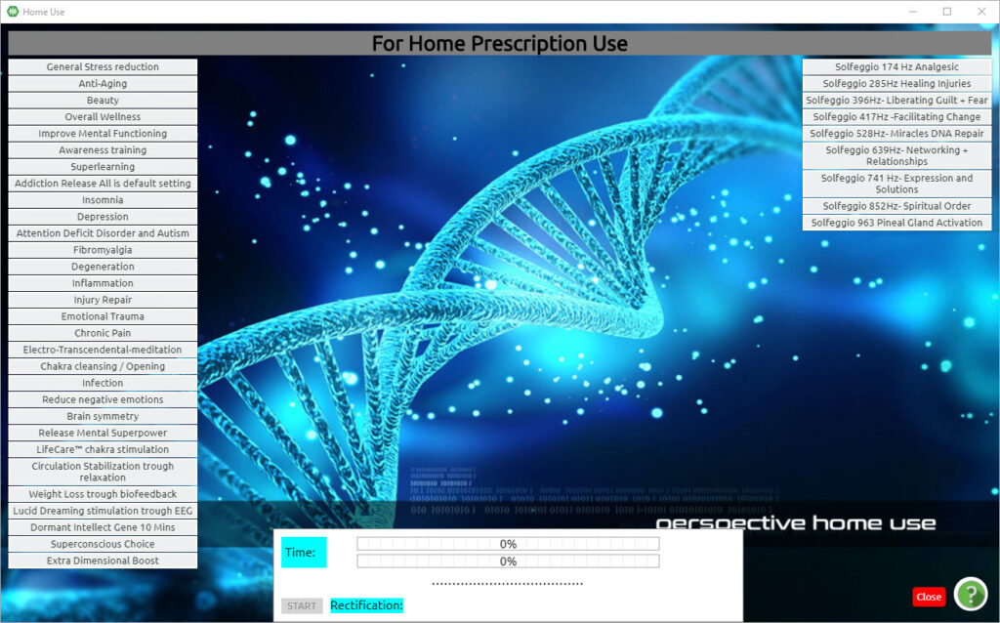 Home Use
For Home Prescription Use
General Stress reduction
Anti-Aging
Beauty
Overall Wellness
Improve Mental Functioning
Awareness training
Superlearning
Addiction Release All is default setting
Insomnia
Depression
Attention Deficit Disorder and Autism
Fibromyalgia
Degeneration
Inflammation
Injury Repair
Emotional Trauma
Chronic Pain
Electro-Transcendental-meditation
Chakra cleansing / Opening
Infection
Reduce negative emotions
Brain symmetry
Release Mental Superpower
LifeCare™ chakra stimulation
Circulation Stabilization trough
relaxation
Weight Loss trough biofeedback
Lucid Dreaming stimulation trough EEG
Dormant Intellect Gene 10 Mins
Superconscious Choice
Extra Dimensional Boost
Solfeggio 174 Hz Analgesic
Solfeggio 285Hz Healing Injuries
Solfeggio 396Hz- Liberating Guilt + Fear
Solfeggio 417Hz -Facilitating Change
Solfeggio 528Hz- Miracles DNA Repair
Solfeggio 639Hz- Networking +
Relationships
Solfeggio 741 Hz- Expression and
Solutions
Solfeggio 852Hz- Spiritual Order
Solfeggio 963 Pineal Gland Activation
perspective home use
Time:
0%
0%
START
Rectification:
Close
?